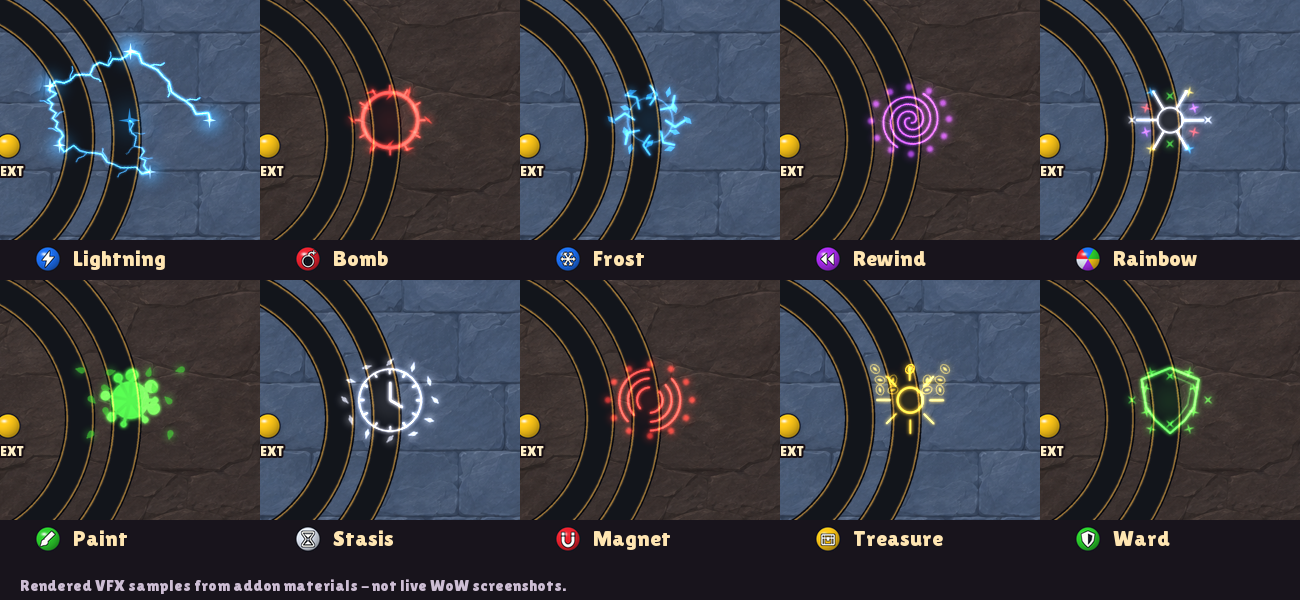 EXT EXT EXT EXT EXT
Lightning Bomb Frost Rewind Rainbow
EXT EXT EXT EXT EXT
Paint Stasis Magnet Treasure Ward
Rendered VFX samples from addon materials – not live WoW screenshots.